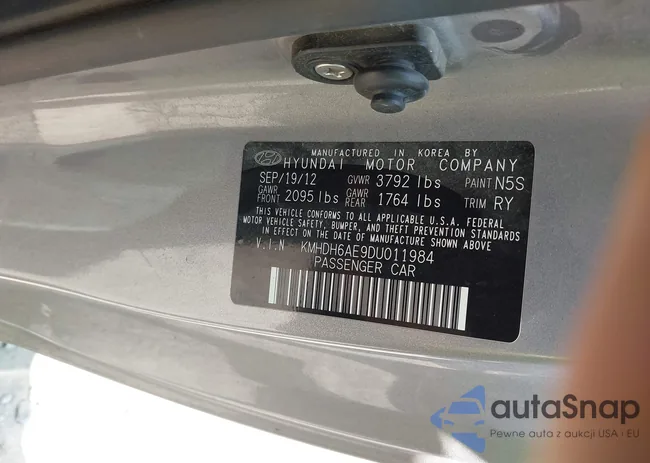 MANUFACTURED IN KOREA BY
HYUNDAI MOTOR COMPANY
SEP/19/12 GVWR 3792 lbs PAINT N5S
GAWR FRONT 2095 lbs GAWR REAR 1764 lbs TRIM RY
THIS VEHICLE CONFORMS TO ALL APPLICABLE U.S.A. FEDERAL
MOTOR VEHICLE SAFETY, BUMPER, AND THEFT PREVENTION STANDARDS
IN EFFECT ON THE DATE OF MANUFACTURE SHOWN ABOVE
V.I.N KMHDH6AE9DU011984
PASSENGER CAR
autaSnap
Pewne auta z aukcji USA i EU